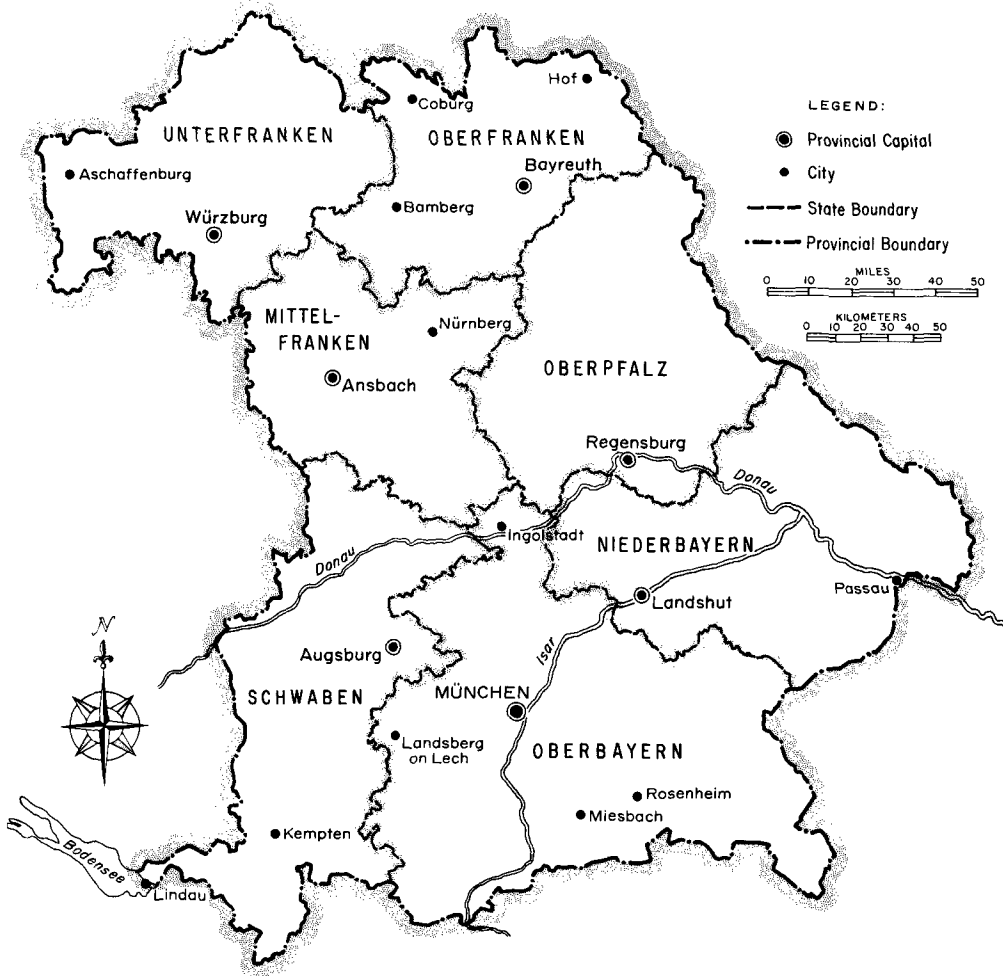 Hof
Coburg
LEGEND:
UNTERFRANKEN
OBERFRANKEN
Provincial Capital
Bayreuth
Aschaffenburg
City
Bamberg
State Boundary
Würzburg
Provincial Boundary
MILES
0 10 20 30 40 50
MITTEL-
FRANKEN
Nürnberg
KILOMETERS
0 10 20 30 40 50
OBERPFALZ
Ansbach
Regensburg
Donau
Ingolstadt
NIEDERBAYERN
Donau
Passau
Landshut
N
Augsburg
Isar
SCHWABEN
MÜNCHEN
Landsberg
on Lech
OBERBAYERN
Rosenheim
Miesbach
Kempten
Bodensee
Lindau